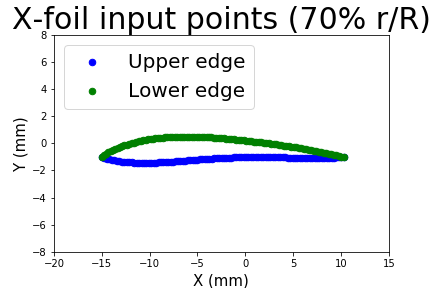 X-foil input points (70% r/R)
8
6
4
2
0
−2
−4
−6
−8
Y (mm)
Upper edge
Lower edge
−20 −15 −10 −5 0 5 10 15
X (mm)